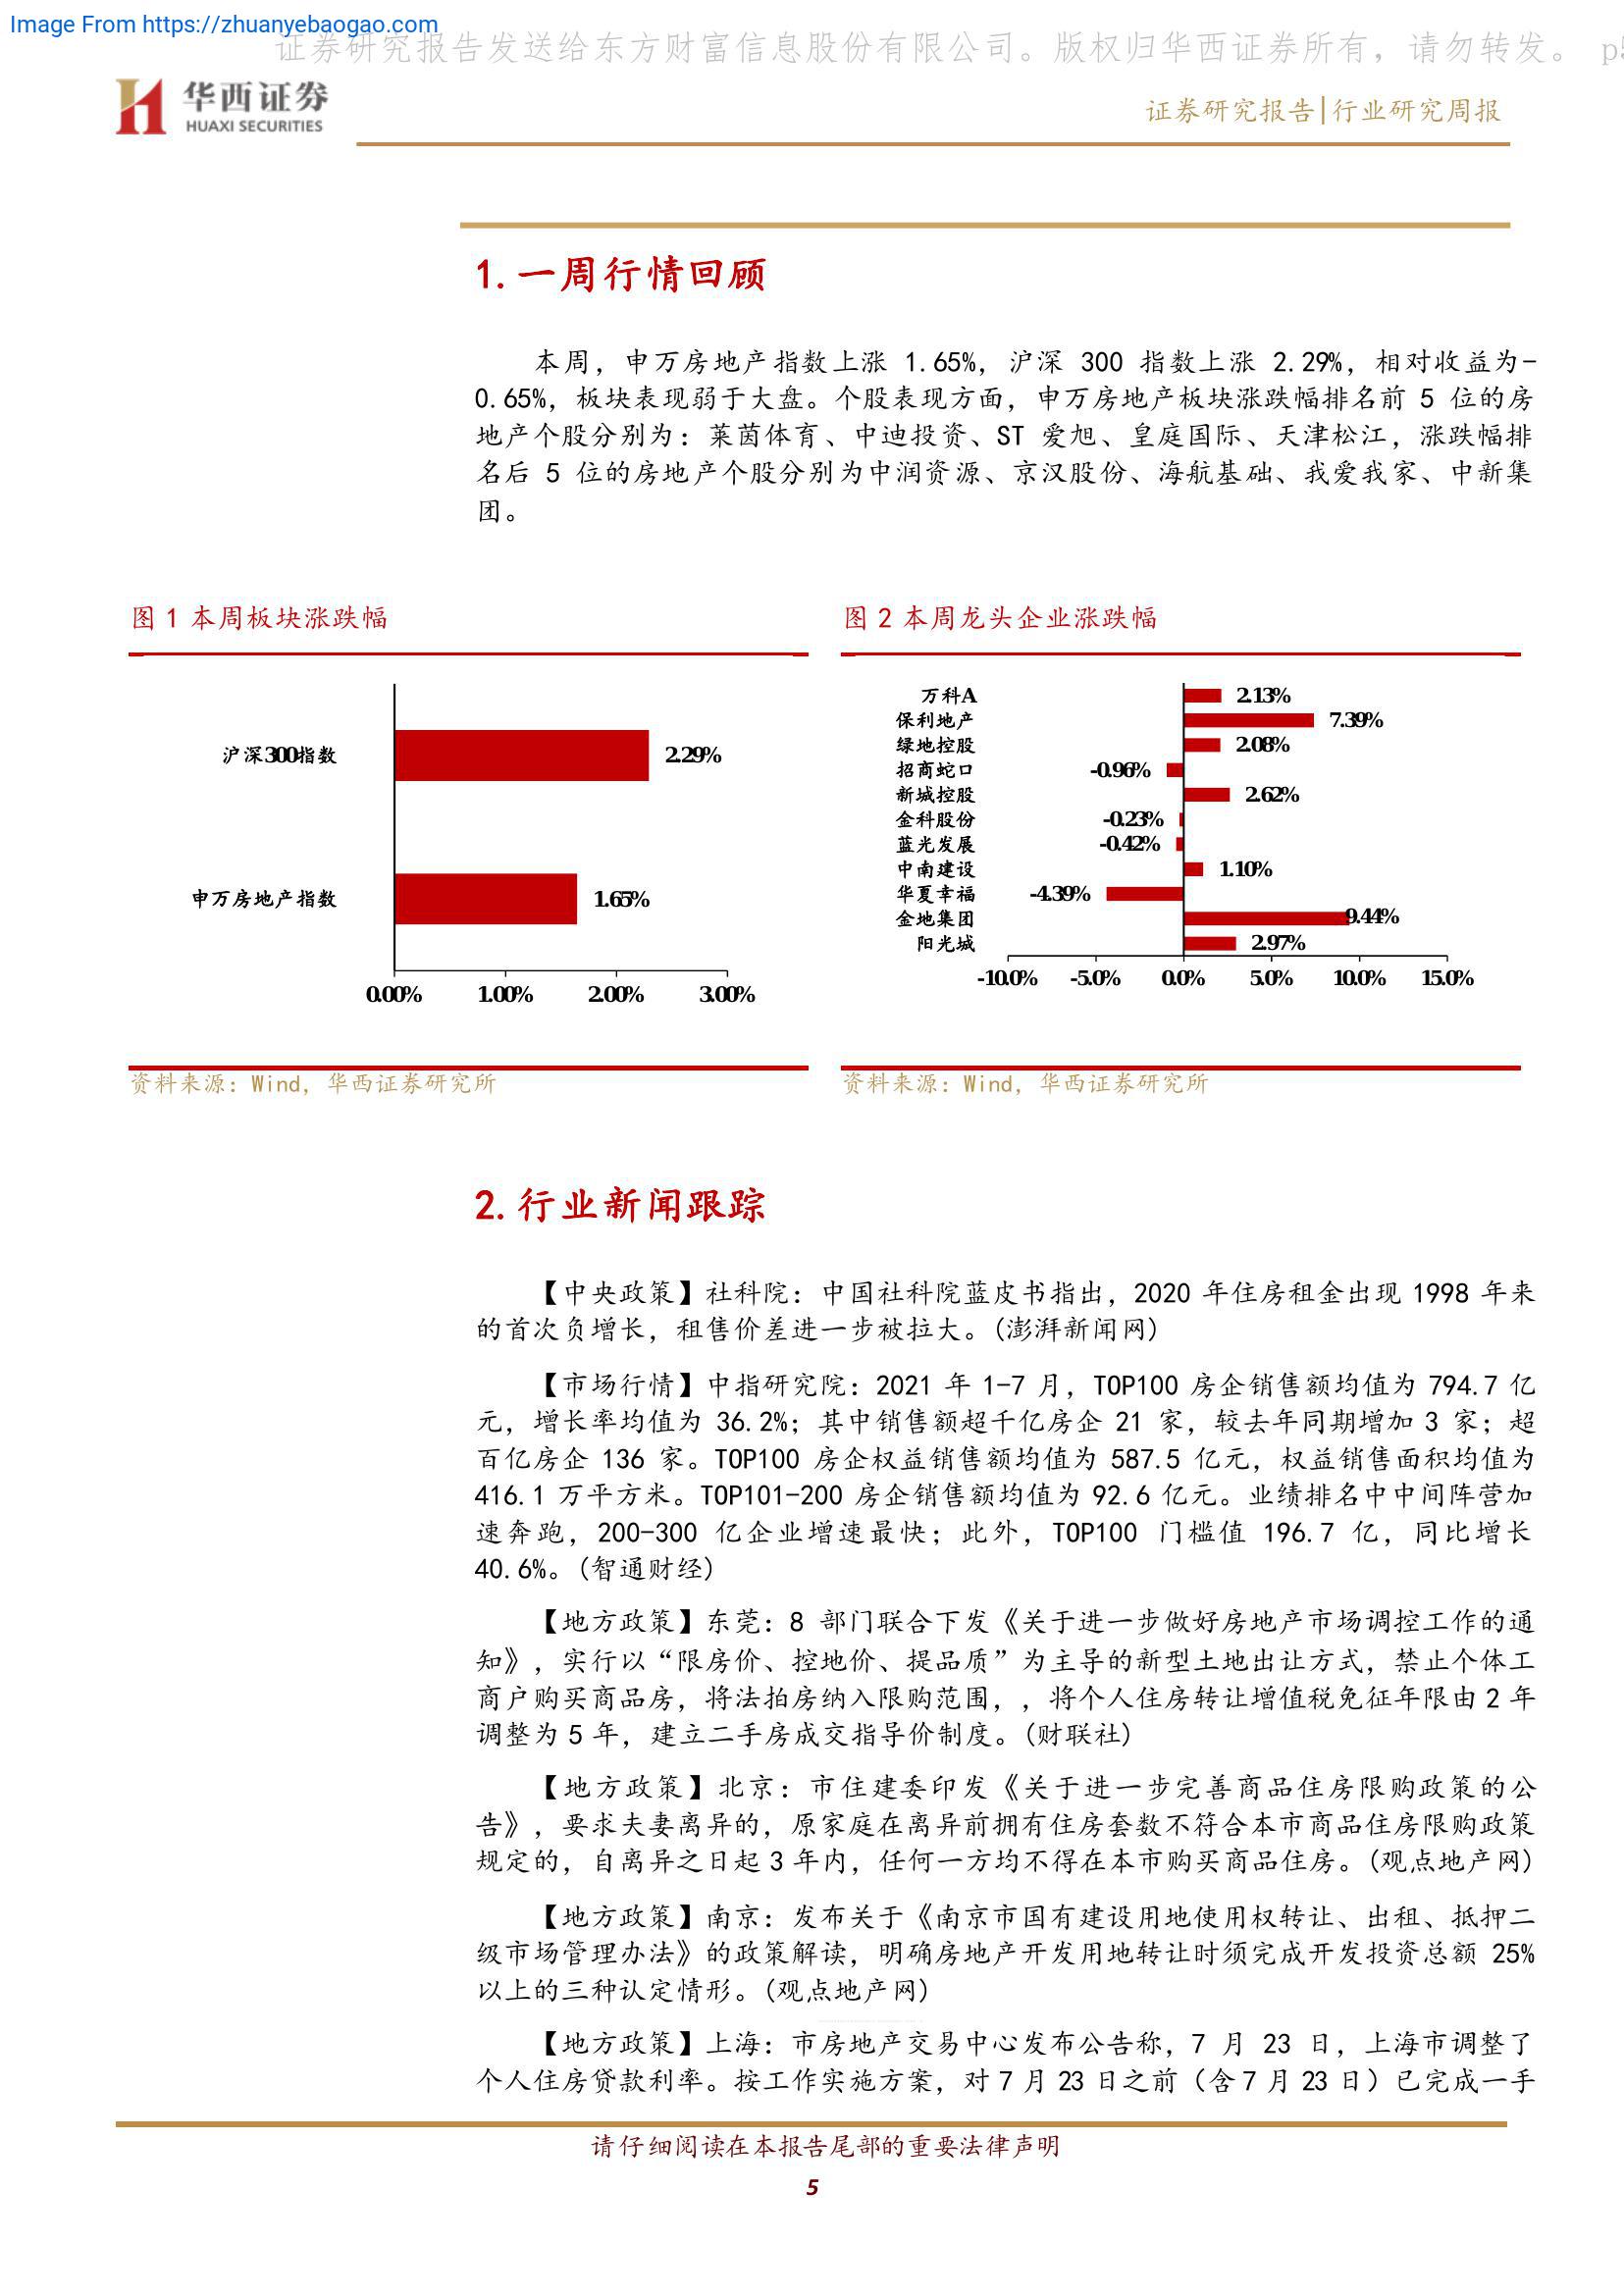 Image From https://zhuanyebaogao.com
证券研究报告发送给东方财富信息股份有限公司。版权归华西证券所有，请勿转发。 p5
华西证券
HUAXI SECURITIES
证券研究报告|行业研究周报
1.一周行情回顾
本周，申万房地产指数上涨 1.65%，沪深 300 指数上涨 2.29%，相对收益为-
0.65%，板块表现弱于大盘。个股表现方面，申万房地产板块涨跌幅排名前 5 位的房
地产个股分别为：莱茵体育、中迪投资、ST 爱旭、皇庭国际、天津松江，涨跌幅排
名后 5 位的房地产个股分别为中润资源、京汉股份、海航基础、我爱我家、中新集
团。
图 1 本周板块涨跌幅
沪深300指数
2.29%
申万房地产指数
1.65%
0.00% 1.00% 2.00% 3.00%
资料来源：Wind，华西证券研究所
图 2 本周龙头企业涨跌幅
万科A 2.13%
保利地产 7.39%
绿地控股 2.08%
招商蛇口 -0.96%
新城控股 2.62%
金科股份 -0.23%
蓝光发展 -0.42%
中南建设 1.10%
华夏幸福 -4.39%
金地集团 9.44%
阳光城 2.97%
-10.0% -5.0% 0.0% 5.0% 10.0% 15.0%
资料来源：Wind，华西证券研究所
2.行业新闻跟踪
【中央政策】社科院：中国社科院蓝皮书指出，2020 年住房租金出现 1998 年来
的首次负增长，租售价差进一步被拉大。(澎湃新闻网)
【市场行情】中指研究院：2021 年 1-7 月，TOP100 房企销售额均值为 794.7 亿
元，增长率均值为 36.2%；其中销售额超千亿房企 21 家，较去年同期增加 3 家；超
百亿房企 136 家。TOP100 房企权益销售额均值为 587.5 亿元，权益销售面积均值为
416.1 万平方米。TOP101-200 房企销售额均值为 92.6 亿元。业绩排名中中间阵营加
速奔跑，200-300 亿企业增速最快；此外，TOP100 门槛值 196.7 亿，同比增长
40.6%。(智通财经)
【地方政策】东莞：8 部门联合下发《关于进一步做好房地产市场调控工作的通
知》，实行以“限房价、控地价、提品质”为主导的新型土地出让方式，禁止个体工
商户购买商品房，将法拍房纳入限购范围，，将个人住房转让增值税免征年限由 2 年
调整为 5 年，建立二手房成交指导价制度。(财联社)
【地方政策】北京：市住建委印发《关于进一步完善商品住房限购政策的公
告》，要求夫妻离异的，原家庭在离异前拥有住房套数不符合本市商品住房限购政策
规定的，自离异之日起 3 年内，任何一方均不得在本市购买商品住房。(观点地产网)
【地方政策】南京：发布关于《南京市国有建设用地使用权转让、出租、抵押二
级市场管理办法》的政策解读，明确房地产开发用地转让时须完成开发投资总额 25%
以上的三种认定情形。(观点地产网)
【地方政策】上海：市房地产交易中心发布公告称，7 月 23 日，上海市调整了
个人住房贷款利率。按工作实施方案，对 7 月 23 日之前（含 7 月 23 日）已完成一手
请仔细阅读在本报告尾部的重要法律声明
5